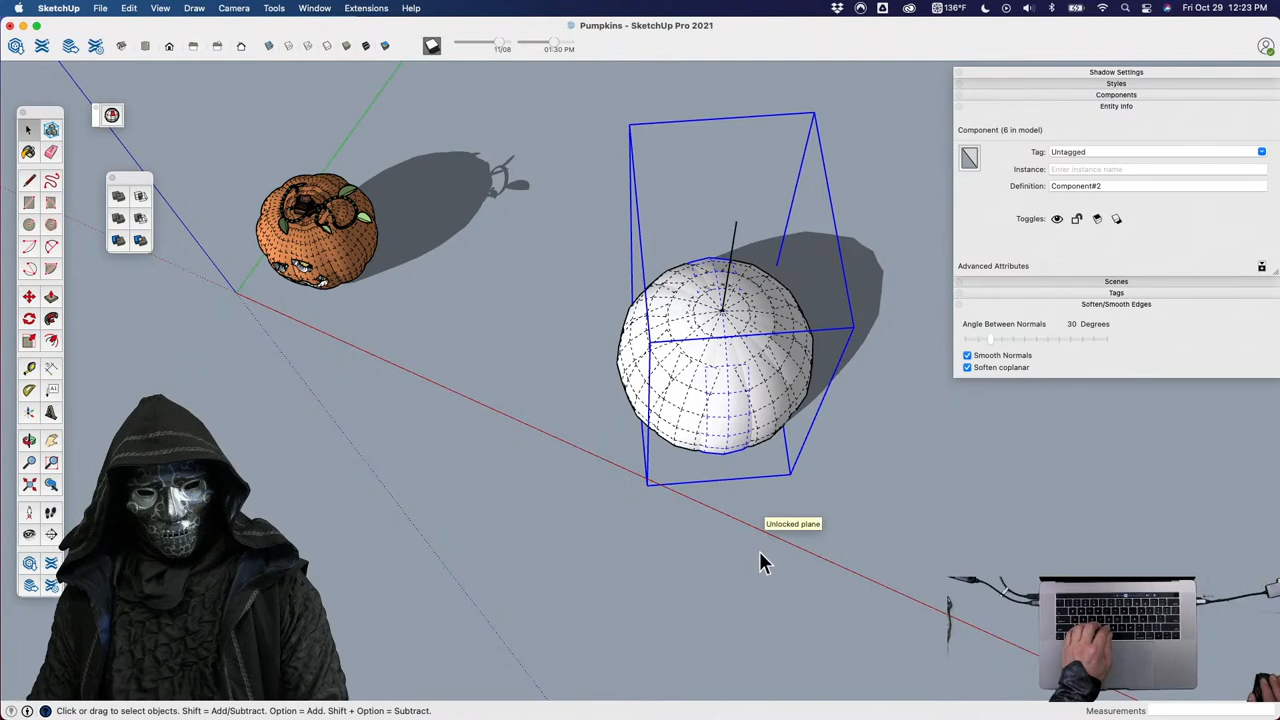 SketchUp File Edit View Draw Camera Tools Window Extensions Help
136°F Fri Oct 29 12:23 PM
Pumpkins - SketchUp Pro 2021
11/08 01:30 PM
Shadow Settings
Styles
Components
Entity Info
Component (6 in model)
Tag: Untagged
Instance: Enter instance name
Definition: Component#2
Toggles:
Advanced Attributes
Scenes
Tags
Soften/Smooth Edges
Angle Between Normals 30 Degrees
Smooth Normals
Soften coplanar
Unlocked plane
Click or drag to select objects. Shift = Add/Subtract. Option = Add. Shift + Option = Subtract. Measurements